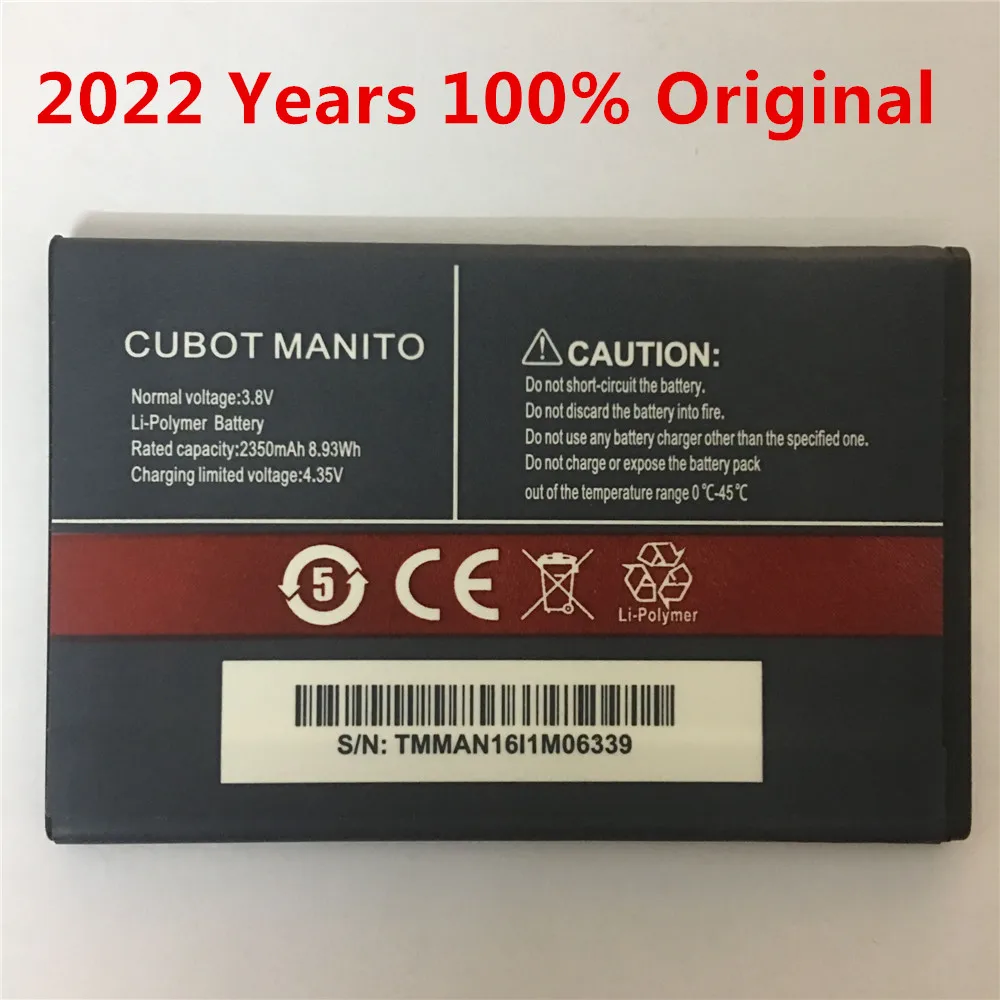 2022 Years 100% Original
CUBOT MANITO
Normal voltage:3.8V
Li-Polymer Battery
Rated capacity:2350mAh 8.93Wh
Charging limited voltage:4.35V
CAUTION:
Do not short-circuit the battery.
Do not discard the battery into fire.
Do not use any battery charger other than the specified one.
Do not charge or expose the battery pack
out of the temperature range 0℃-45℃
5
CE
Li-Polymer
S/N: TMMAN16I1M06339